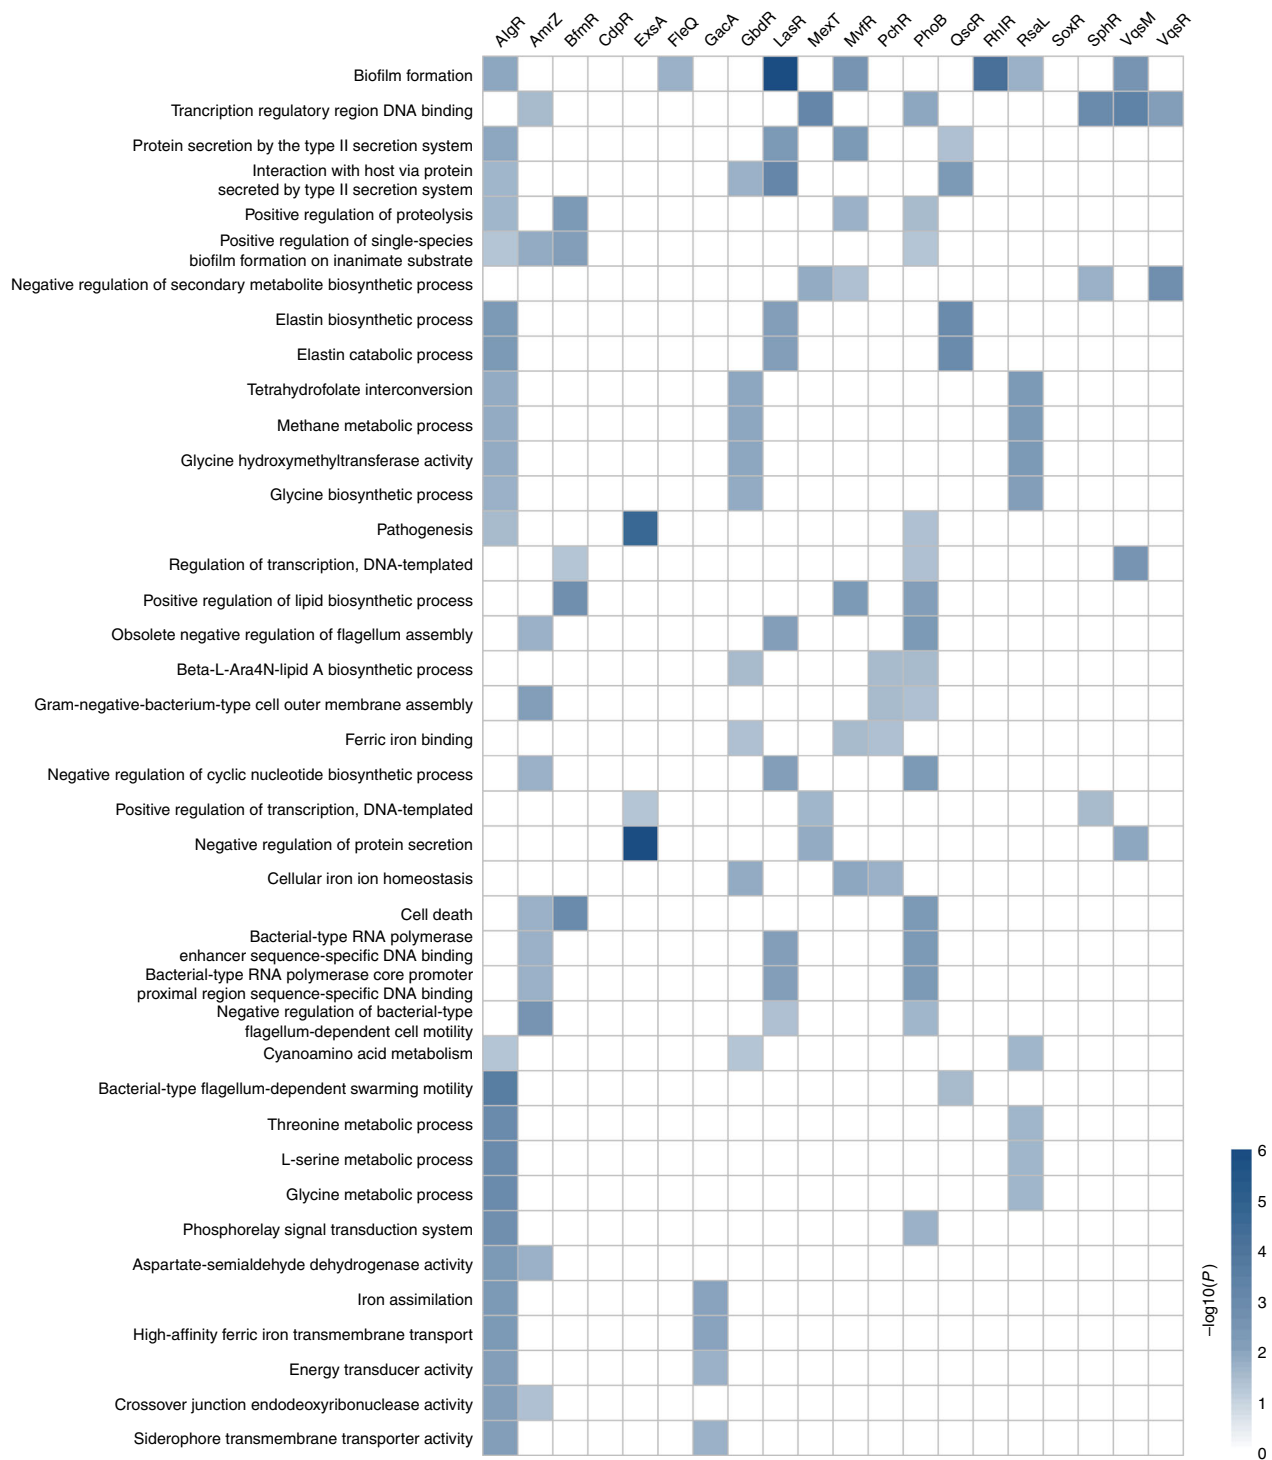 AlgR AmrZ BfmR CdpR ExsA FleQ GacA GbdR LasR MexT MvfR PchR PhoB QscR RhlR RsaL SoxR SphR VqsM VqsR
Biofilm formation
Trancription regulatory region DNA binding
Protein secretion by the type II secretion system
Interaction with host via protein
secreted by type II secretion system
Positive regulation of proteolysis
Positive regulation of single-species
biofilm formation on inanimate substrate
Negative regulation of secondary metabolite biosynthetic process
Elastin biosynthetic process
Elastin catabolic process
Tetrahydrofolate interconversion
Methane metabolic process
Glycine hydroxymethyltransferase activity
Glycine biosynthetic process
Pathogenesis
Regulation of transcription, DNA-templated
Positive regulation of lipid biosynthetic process
Obsolete negative regulation of flagellum assembly
Beta-L-Ara4N-lipid A biosynthetic process
Gram-negative-bacterium-type cell outer membrane assembly
Ferric iron binding
Negative regulation of cyclic nucleotide biosynthetic process
Positive regulation of transcription, DNA-templated
Negative regulation of protein secretion
Cellular iron ion homeostasis
Cell death
Bacterial-type RNA polymerase
enhancer sequence-specific DNA binding
Bacterial-type RNA polymerase core promoter
proximal region sequence-specific DNA binding
Negative regulation of bacterial-type
flagellum-dependent cell motility
Cyanoamino acid metabolism
Bacterial-type flagellum-dependent swarming motility
Threonine metabolic process
L-serine metabolic process
Glycine metabolic process
Phosphorelay signal transduction system
Aspartate-semialdehyde dehydrogenase activity
Iron assimilation
High-affinity ferric iron transmembrane transport
Energy transducer activity
Crossover junction endodeoxyribonuclease activity
Siderophore transmembrane transporter activity
–log10(P)
6
5
4
3
2
1
0